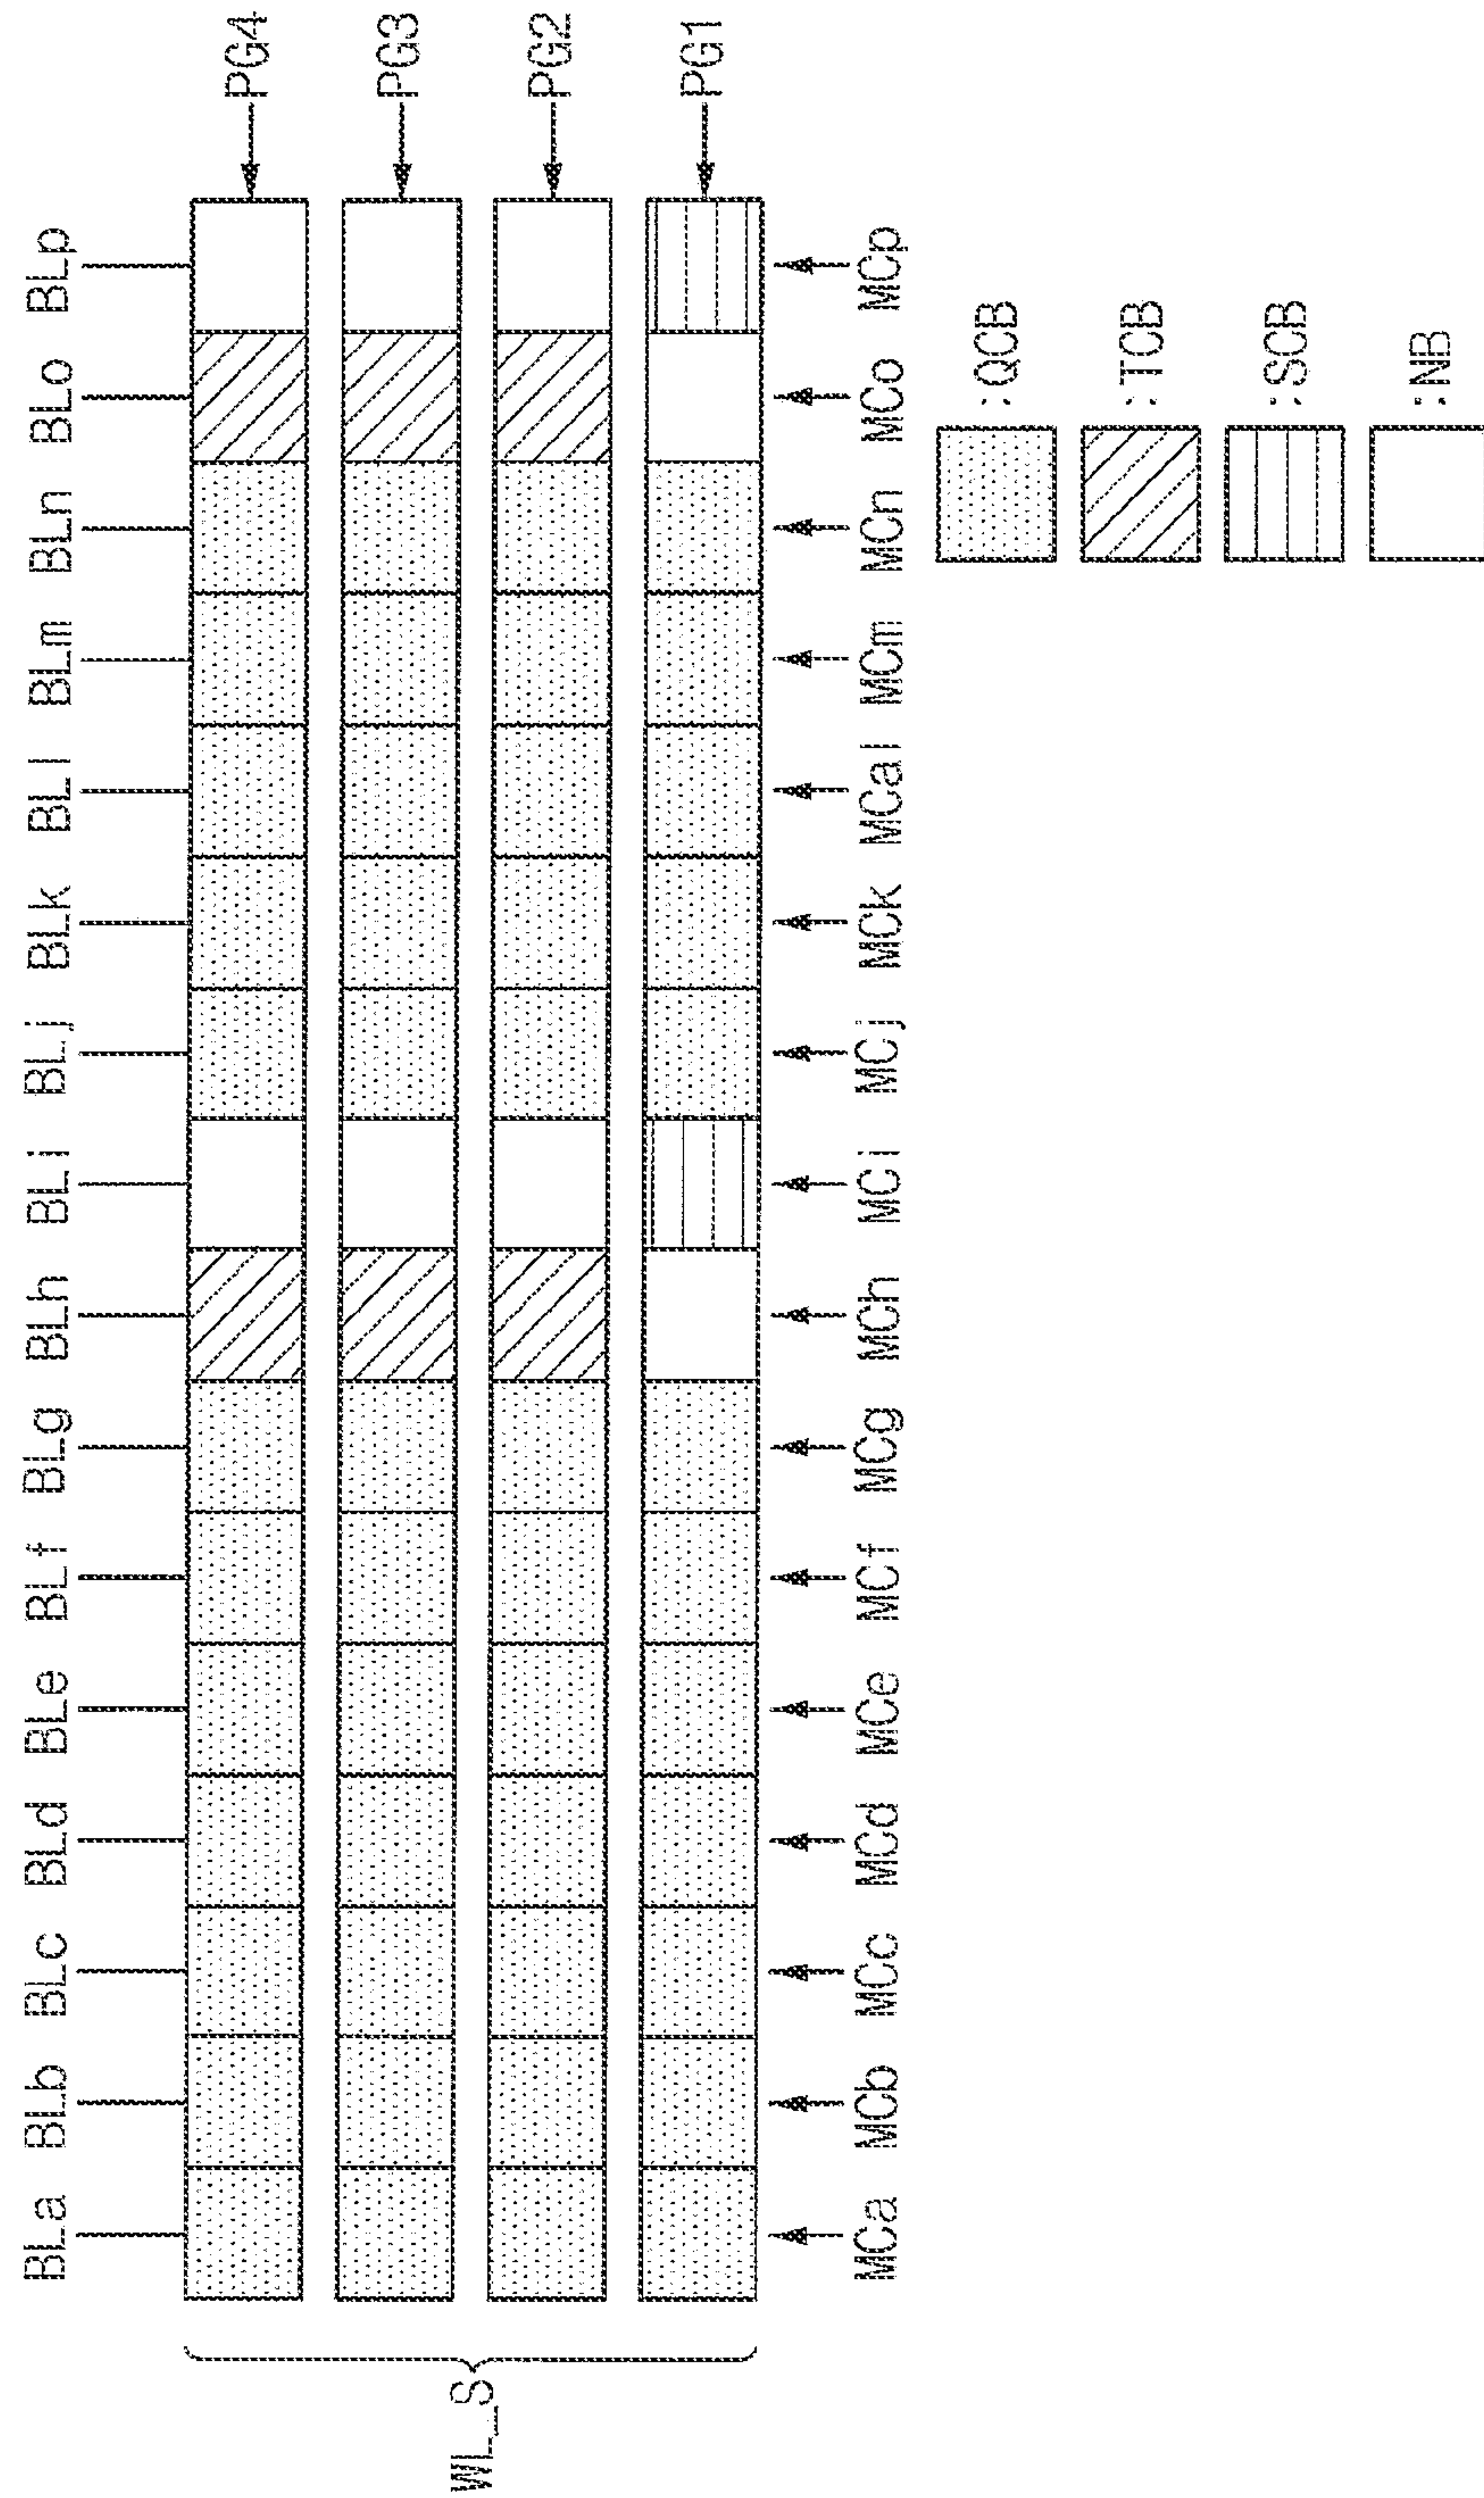 BLa BLb BLc BLd BLe BLf BLg BLh BLi BLj BLk BLl BLm BLn BLo BLp
PG4
PG3
WL_S
PG2
PG1
MCa MCb MCc MCd MCe MCf MCg MCh MCi MCj MCk MCal MCm MCn MCo MCp
:QCB
:TCB
:SCB
:NB